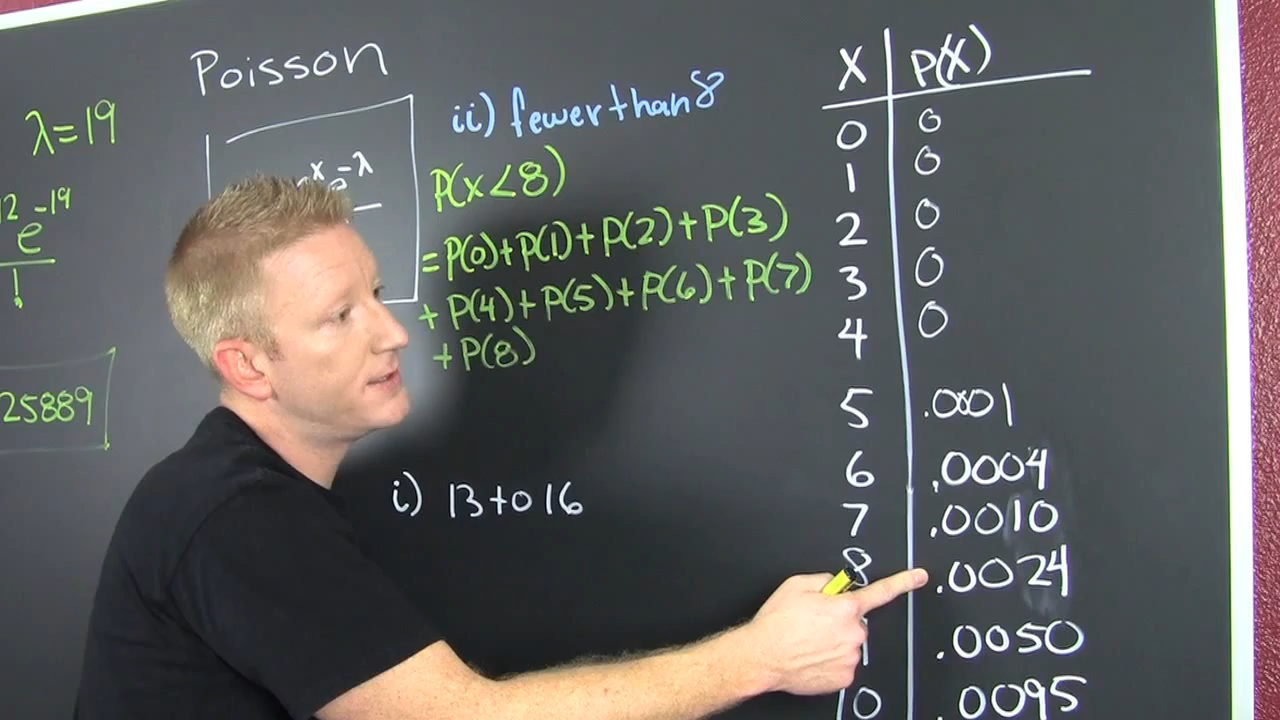 Poisson
λ=19
12 -19
e
!
25889
x e -λ
ii) fewer than 8
P(x<8)
=P(0)+P(1)+P(2)+P(3)
+P(4)+P(5)+P(6)+P(7)
+P(8)
i) 13 to 16
X P(X)
0 0
1 0
2 0
3 0
4 0
5 .0001
6 .0004
7 .0010
8 .0024
.0050
10 .0095